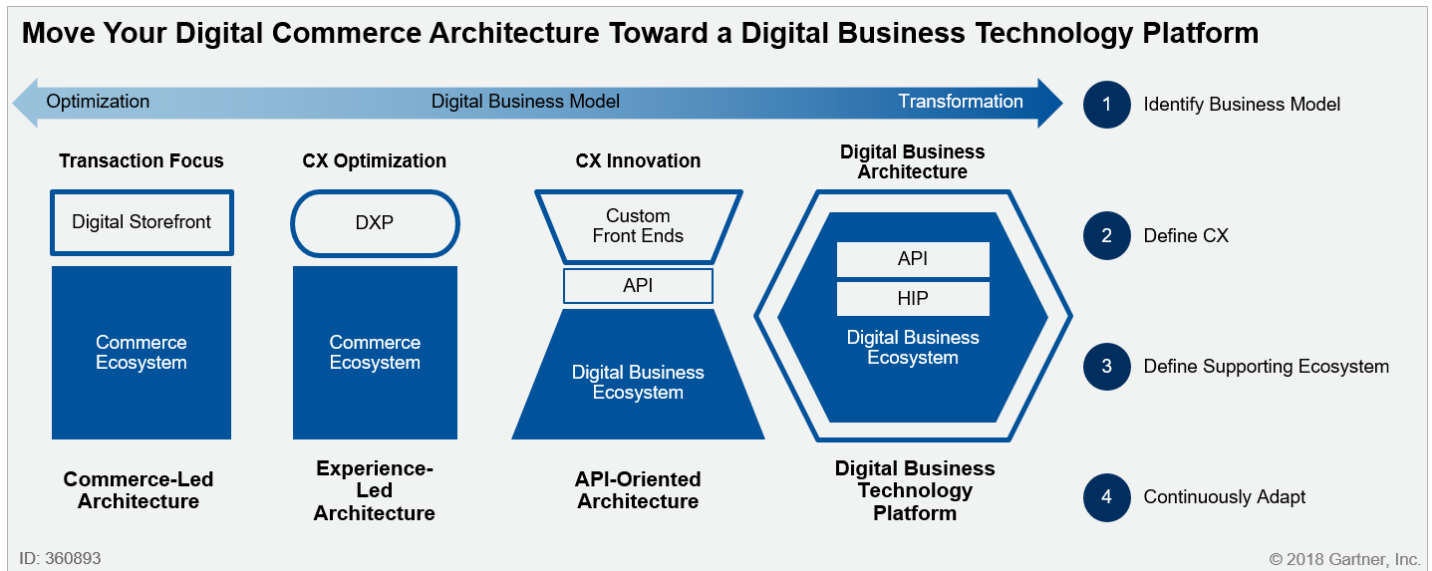 Move Your Digital Commerce Architecture Toward a Digital Business Technology Platform
Optimization
Digital Business Model
Transformation
1
Identify Business Model
Transaction Focus
CX Optimization
CX Innovation
Digital Business
Architecture
Digital Storefront
DXP
Custom
Front Ends
API
API
HIP
2
Define CX
Commerce
Ecosystem
Commerce
Ecosystem
Digital Business
Ecosystem
Digital Business
Ecosystem
3
Define Supporting Ecosystem
Commerce-Led
Architecture
Experience-
Led
Architecture
API-Oriented
Architecture
Digital Business
Technology
Platform
4
Continuously Adapt
ID: 360893
© 2018 Gartner, Inc.